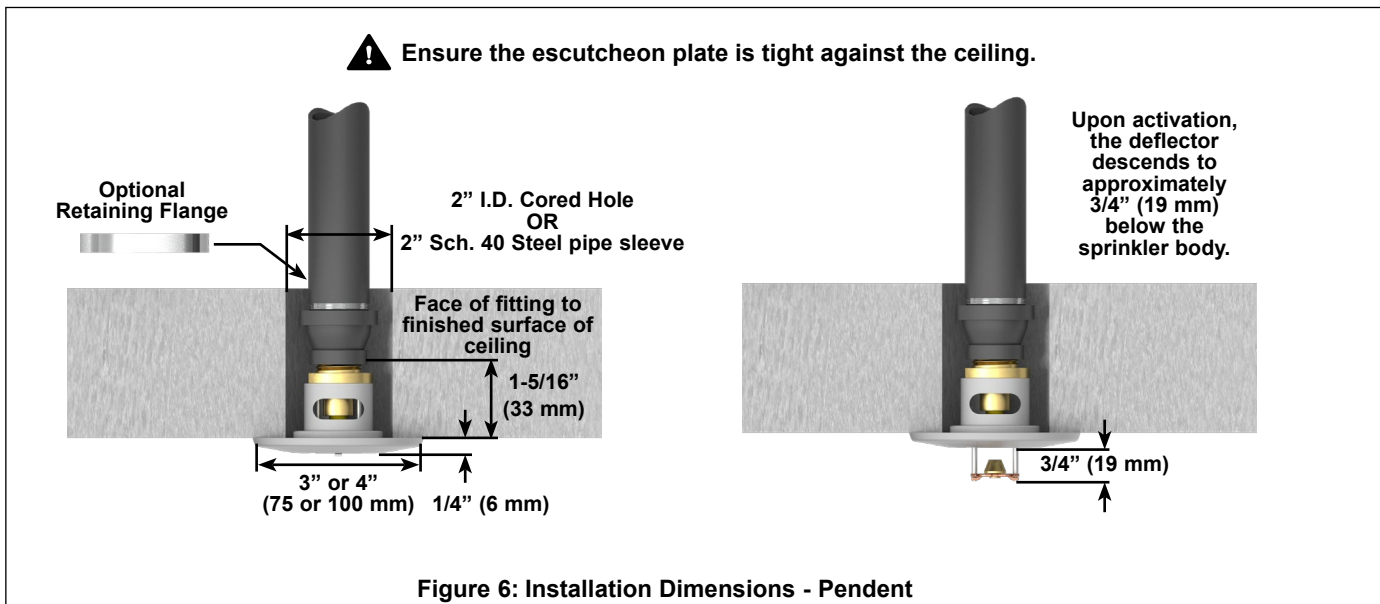 Ensure the escutcheon plate is tight against the ceiling.
Optional
Retaining Flange
2” I.D. Cored Hole
OR
2” Sch. 40 Steel pipe sleeve
Face of fitting to
finished surface of
ceiling
1-5/16”
(33 mm)
3” or 4”
(75 or 100 mm)
1/4” (6 mm)
Upon activation,
the deflector
descends to
approximately
3/4” (19 mm)
below the
sprinkler body.
3/4” (19 mm)
Figure 6: Installation Dimensions - Pendent